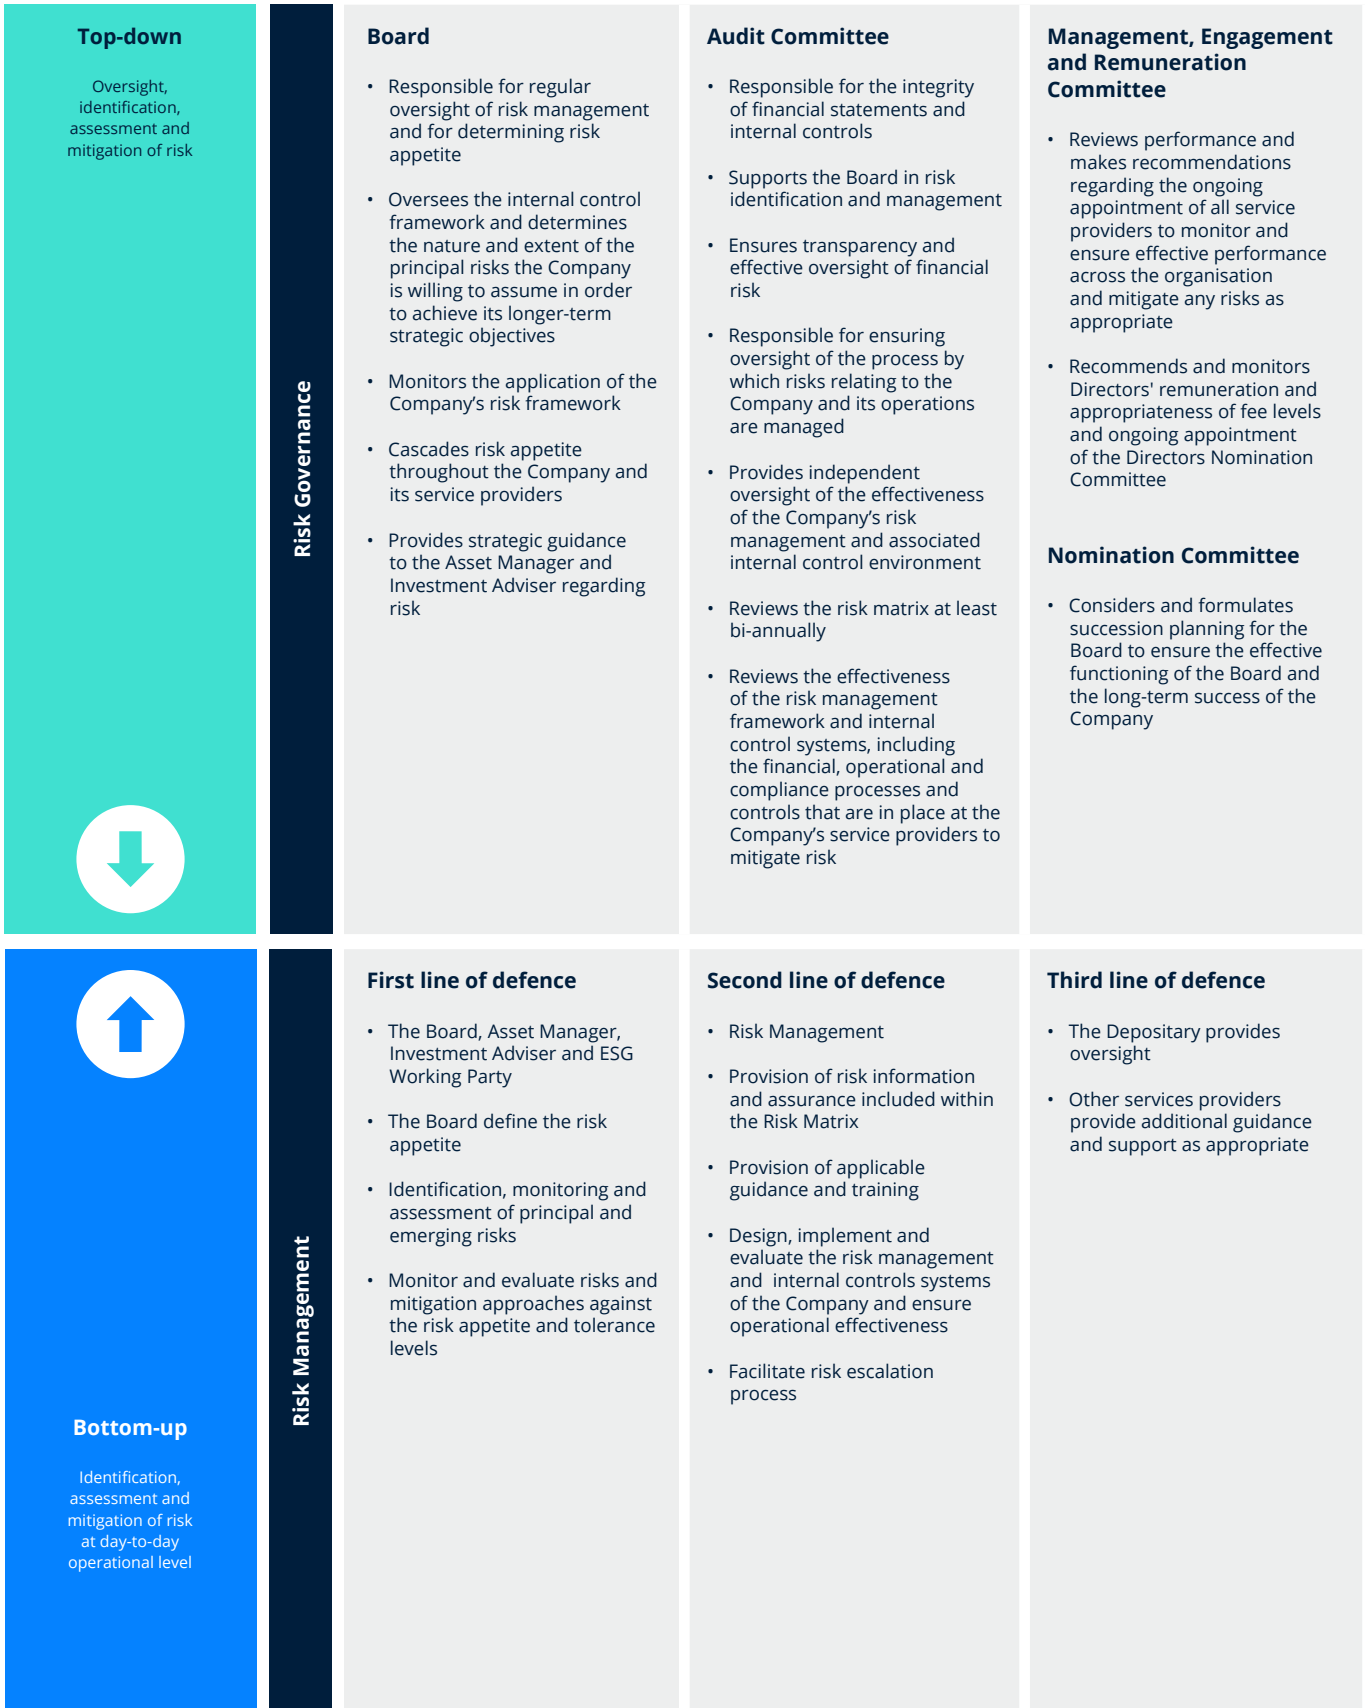 Top-down
Oversight,
identification,
assessment and
mitigation of risk
Risk Governance
Board
• Responsible for regular
oversight of risk management
and for determining risk
appetite
• Oversees the internal control
framework and determines
the nature and extent of the
principal risks the Company
is willing to assume in order
to achieve its longer-term
strategic objectives
• Monitors the application of the
Company’s risk framework
• Cascades risk appetite
throughout the Company and
its service providers
• Provides strategic guidance
to the Asset Manager and
Investment Adviser regarding
risk
Audit Committee
• Responsible for the integrity
of financial statements and
internal controls
• Supports the Board in risk
identification and management
• Ensures transparency and
effective oversight of financial
risk
• Responsible for ensuring
oversight of the process by
which risks relating to the
Company and its operations
are managed
• Provides independent
oversight of the effectiveness
of the Company’s risk
management and associated
internal control environment
• Reviews the risk matrix at least
bi-annually
• Reviews the effectiveness
of the risk management
framework and internal
control systems, including
the financial, operational and
compliance processes and
controls that are in place at the
Company’s service providers to
mitigate risk
Management, Engagement
and Remuneration
Committee
• Reviews performance and
makes recommendations
regarding the ongoing
appointment of all service
providers to monitor and
ensure effective performance
across the organisation
and mitigate any risks as
appropriate
• Recommends and monitors
Directors' remuneration and
appropriateness of fee levels
and ongoing appointment
of the Directors Nomination
Committee
Nomination Committee
• Considers and formulates
succession planning for the
Board to ensure the effective
functioning of the Board and
the long-term success of the
Company
Bottom-up
Identification,
assessment and
mitigation of risk
at day-to-day
operational level
Risk Management
First line of defence
• The Board, Asset Manager,
Investment Adviser and ESG
Working Party
• The Board define the risk
appetite
• Identification, monitoring and
assessment of principal and
emerging risks
• Monitor and evaluate risks and
mitigation approaches against
the risk appetite and tolerance
levels
Second line of defence
• Risk Management
• Provision of risk information
and assurance included within
the Risk Matrix
• Provision of applicable
guidance and training
• Design, implement and
evaluate the risk management
and internal controls systems
of the Company and ensure
operational effectiveness
• Facilitate risk escalation
process
Third line of defence
• The Depositary provides
oversight
• Other services providers
provide additional guidance
and support as appropriate